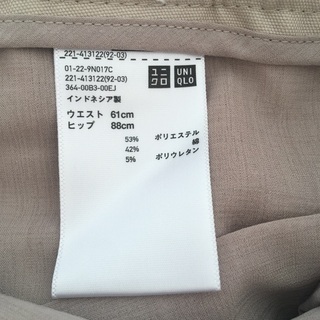 221-413122(92-03)
01-22-9N017C
221-413122(92-03)
364-00B3-00EJ
インドネシア製
ユニ
クロ
UNI
QLO
ウエスト 61cm
ヒップ 88cm
53% ポリエステル
42% 綿
5% ポリウレタン